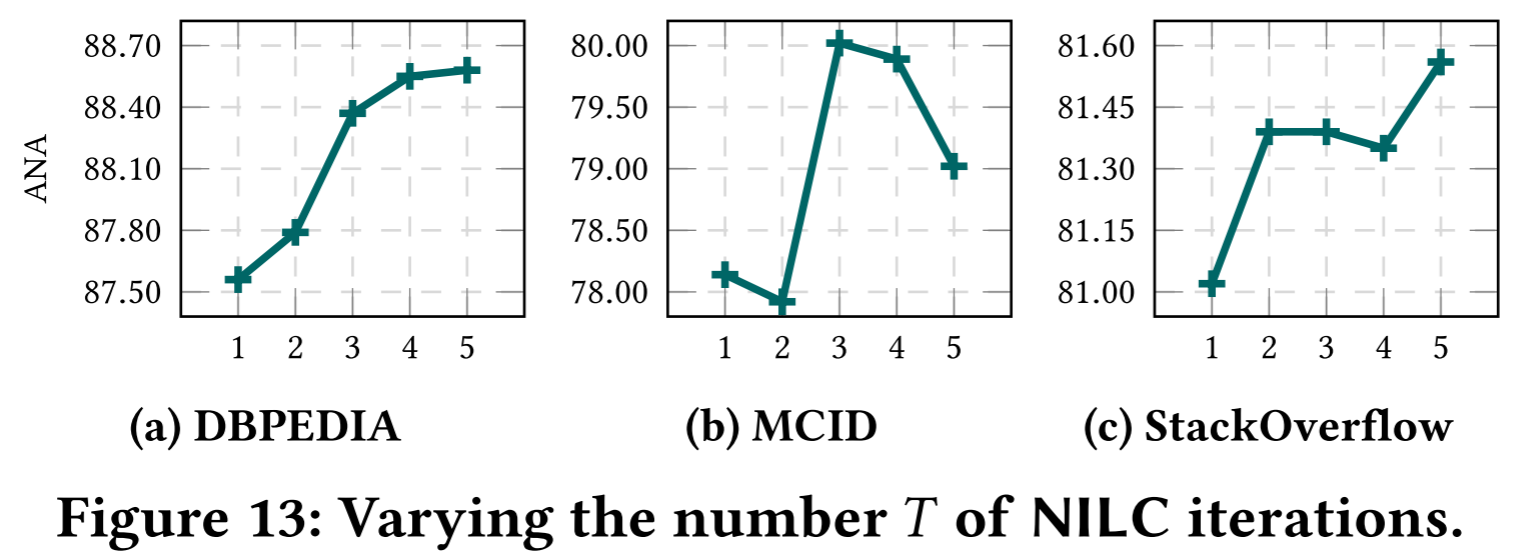 ANA
88.70
88.40
88.10
87.80
87.50
1 2 3 4 5
(a) DBPEDIA
80.00
79.50
79.00
78.50
78.00
1 2 3 4 5
(b) MCID
81.60
81.45
81.30
81.15
81.00
1 2 3 4 5
(c) StackOverflow
Figure 13: Varying the number T of NILC iterations.